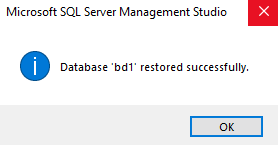 Microsoft SQL Server Management Studio
Database 'bd1' restored successfully.
OK